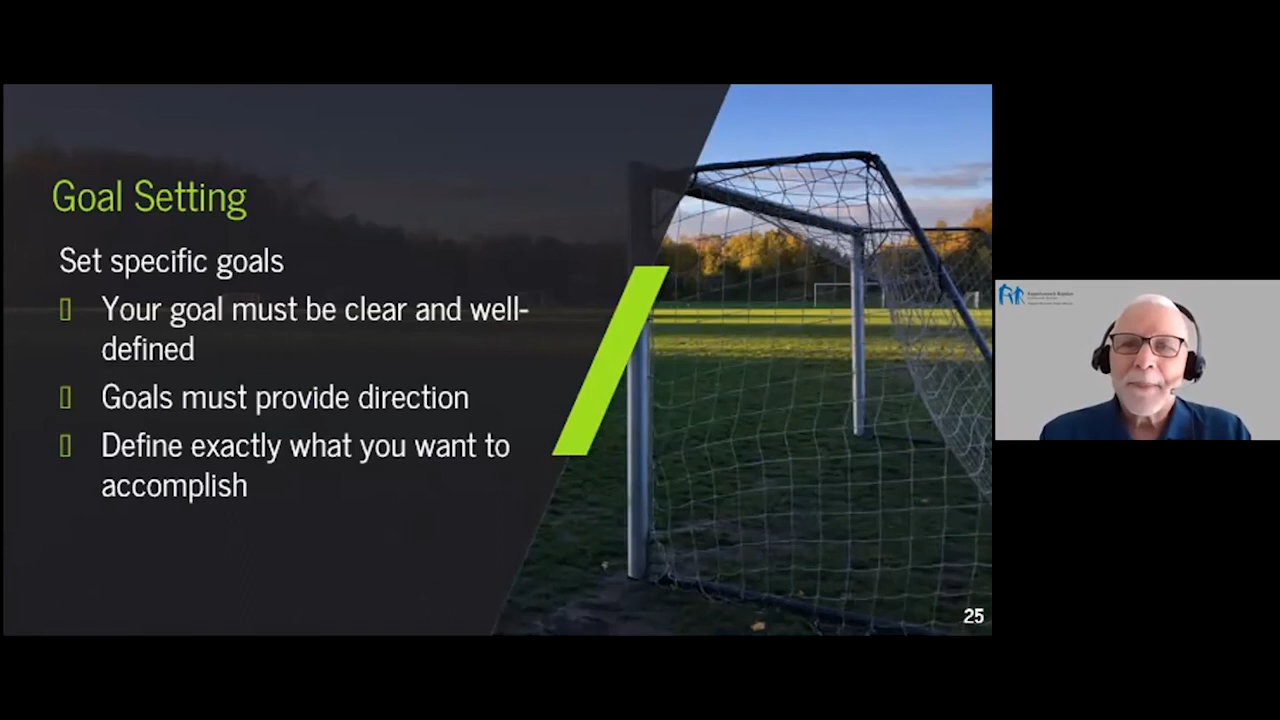 Goal Setting
Set specific goals
Your goal must be clear and well-
defined
Goals must provide direction
Define exactly what you want to
accomplish
25